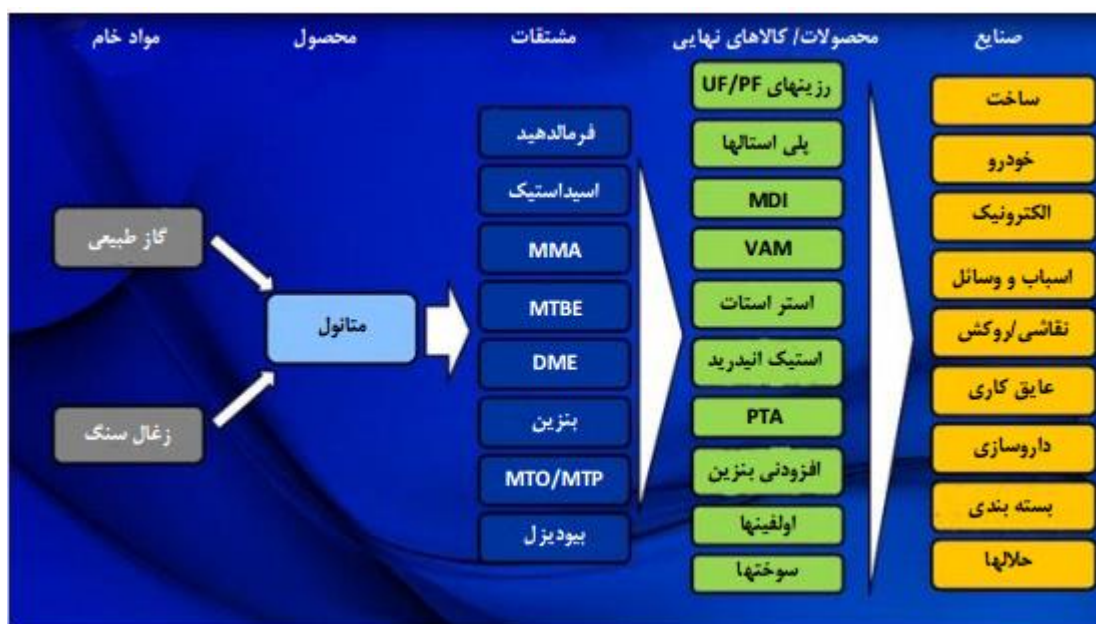 مواد خام
محصول
مشتقات
محصولات/ کالاهای نهایی
صنایع
گاز طبیعی
زغال سنگ
متانول
فرمالدهید
اسیداستیک
MMA
MTBE
DME
بنزین
MTO/MTP
بیودیزل
رزینهای UF/PF
پلی استالها
MDI
VAM
استر استات
استیک انیدرید
PTA
افزودنی بنزین
اولفینها
سوختها
ساخت
خودرو
الکترونیک
اسباب و وسائل
نقاشی/روکش
عایق کاری
داروسازی
بسته بندی
حلالها